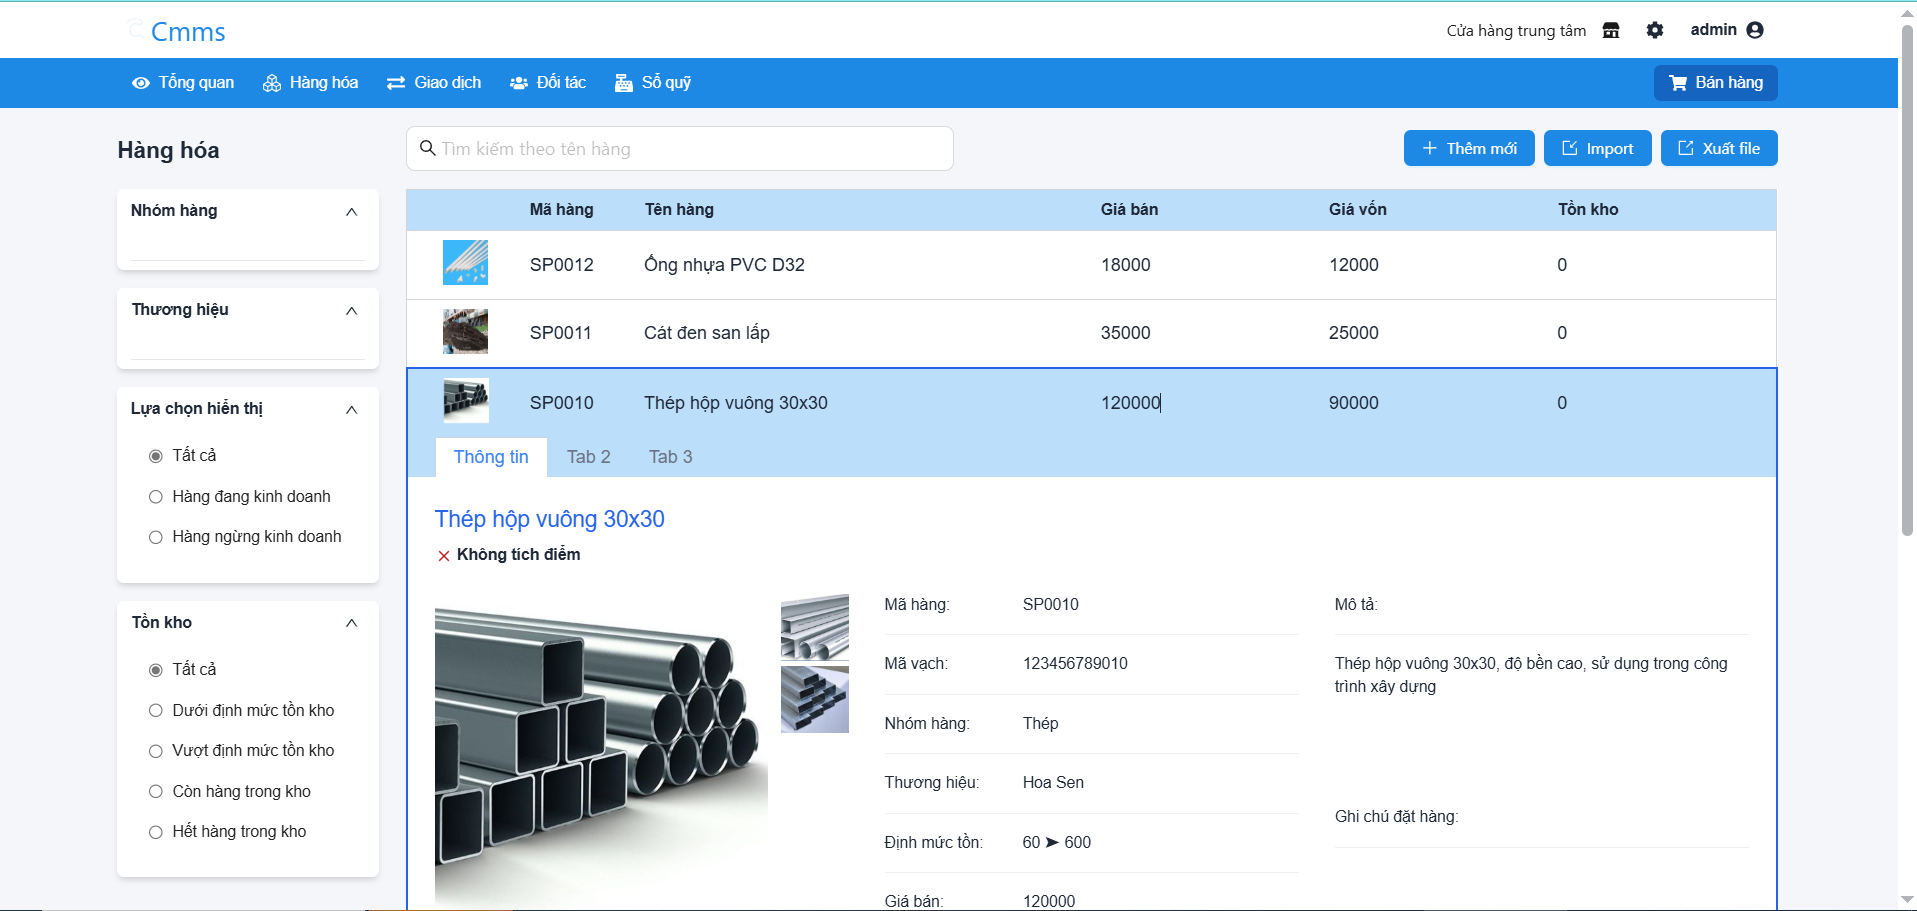 Cmms
Cửa hàng trung tâm
admin
Tổng quan
Hàng hóa
Giao dịch
Đối tác
Sổ quỹ
Bán hàng
Hàng hóa
Tìm kiếm theo tên hàng
Thêm mới
Import
Xuất file
Nhóm hàng
Thương hiệu
Lựa chọn hiển thị
Tất cả
Hàng đang kinh doanh
Hàng ngừng kinh doanh
Tồn kho
Tất cả
Dưới định mức tồn kho
Vượt định mức tồn kho
Còn hàng trong kho
Hết hàng trong kho
Mã hàng Tên hàng Giá bán Giá vốn Tồn kho
SP0012 Ống nhựa PVC D32 18000 12000 0
SP0011 Cát đen san lấp 35000 25000 0
SP0010 Thép hộp vuông 30x30 120000 90000 0
Thông tin Tab 2 Tab 3
Thép hộp vuông 30x30
Không tích điểm
Mã hàng: SP0010
Mã vạch: 123456789010
Nhóm hàng: Thép
Thương hiệu: Hoa Sen
Định mức tồn: 60 ➤ 600
Giá bán: 120000
Mô tả:
Thép hộp vuông 30x30, độ bền cao, sử dụng trong công
trình xây dựng
Ghi chú đặt hàng: